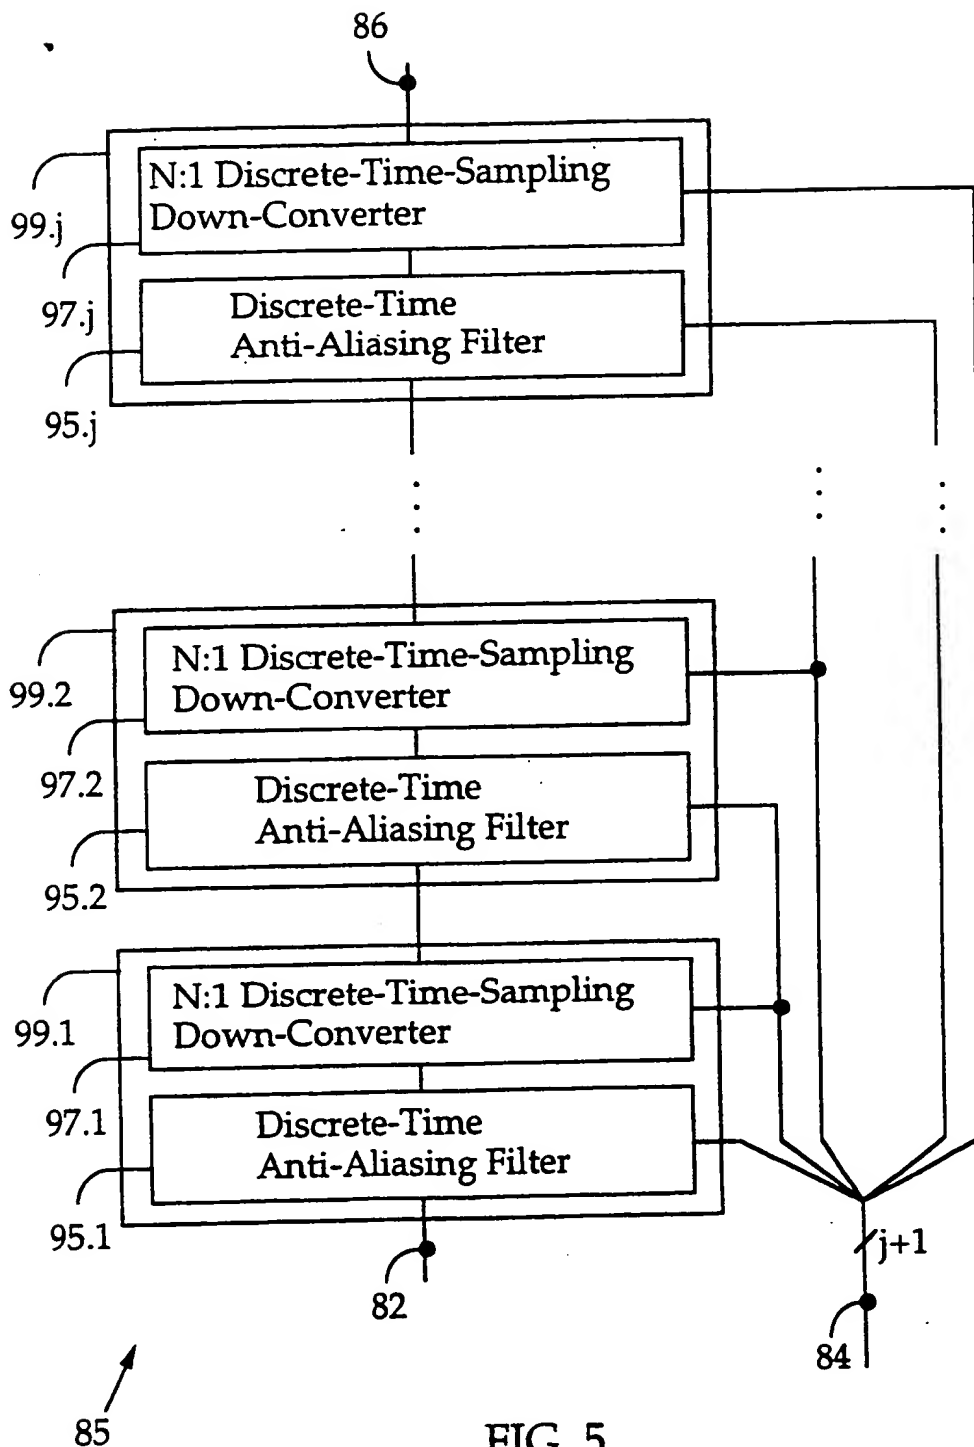 86
N:1 Discrete-Time-Sampling
Down-Converter
99.j
97.j
Discrete-Time
Anti-Aliasing Filter
95.j
N:1 Discrete-Time-Sampling
Down-Converter
99.2
97.2
Discrete-Time
Anti-Aliasing Filter
95.2
N:1 Discrete-Time-Sampling
Down-Converter
99.1
97.1
Discrete-Time
Anti-Aliasing Filter
95.1
j+1
82
84
85
FIG. 5